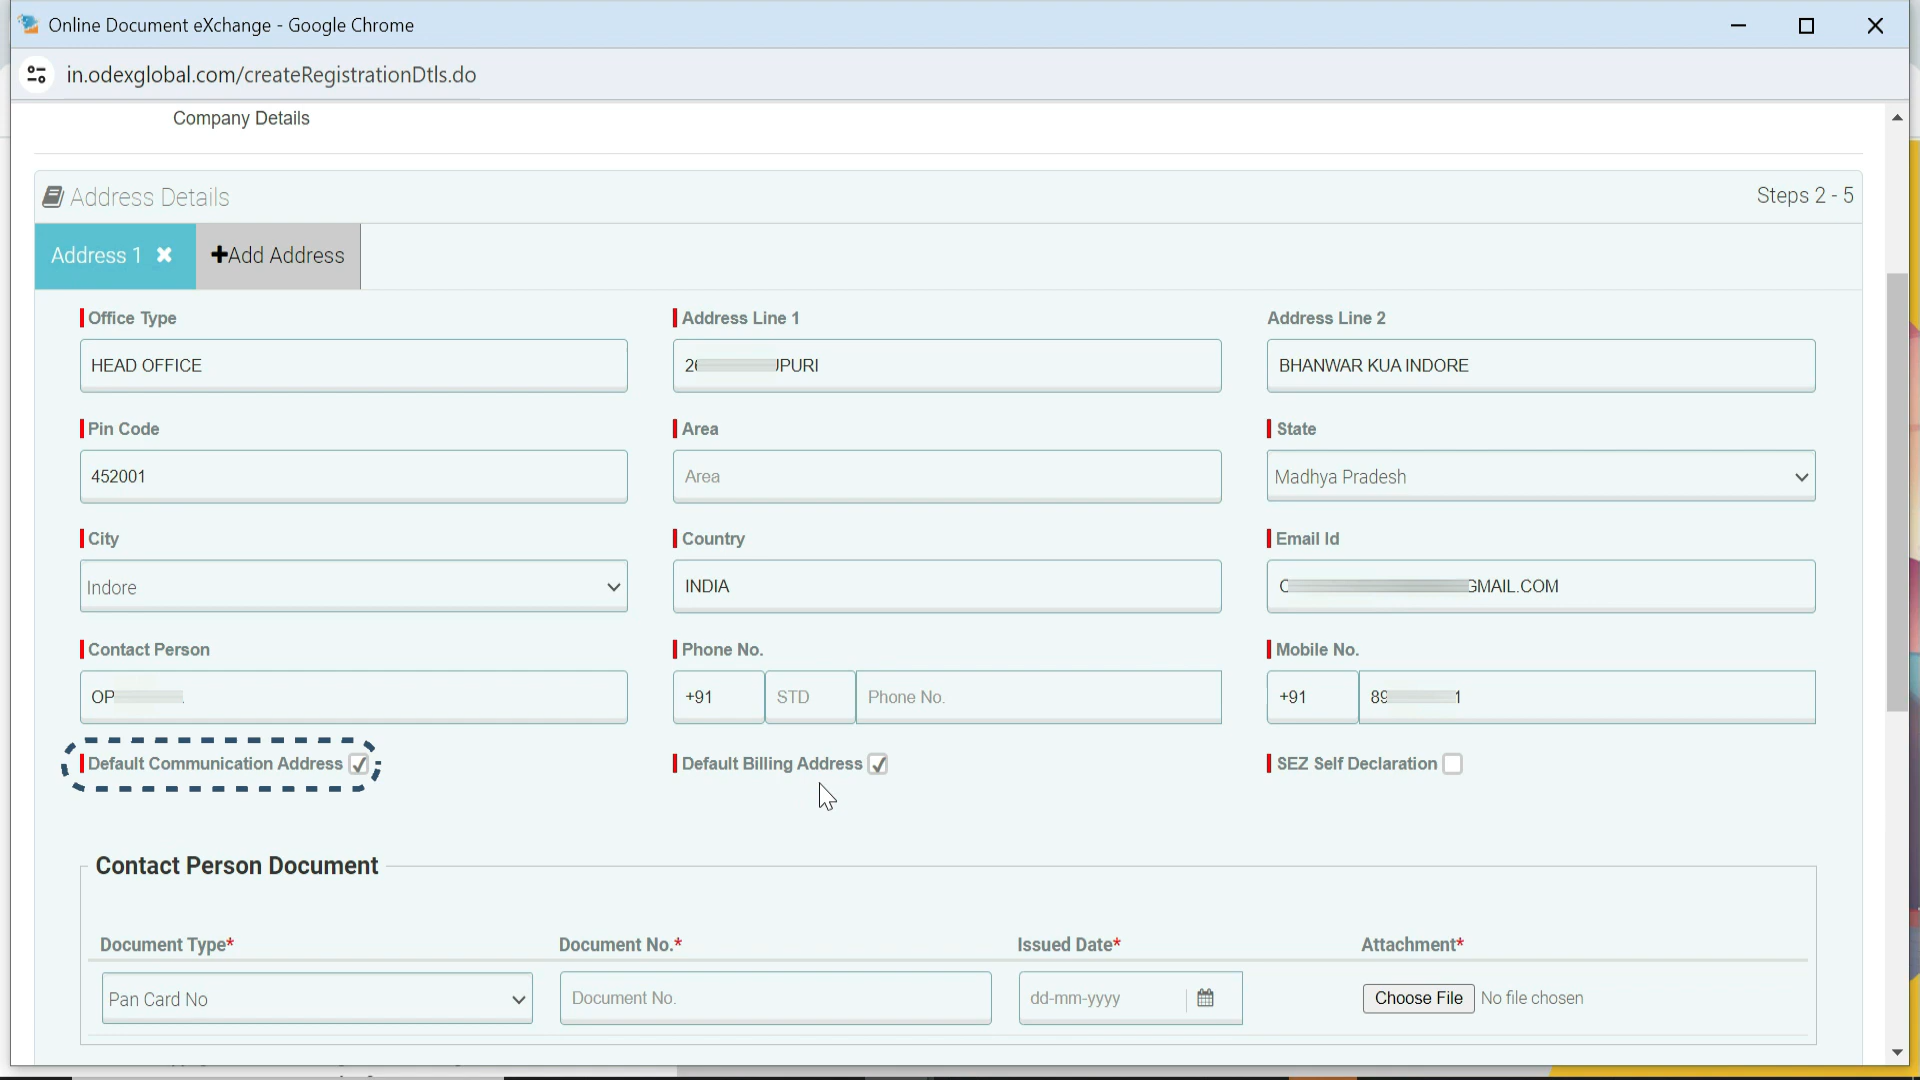 Online Document eXchange - Google Chrome
in.odexglobal.com/createRegistrationDtls.do
Company Details
Address Details
Steps 2 - 5
Address 1 ✖
+Add Address
Office Type
Address Line 1
Address Line 2
HEAD OFFICE
BHANWAR KUA INDORE
Pin Code
Area
State
452001
Area
Madhya Pradesh
City
Country
Email Id
Indore
INDIA
GMAIL.COM
Contact Person
Phone No.
Mobile No.
OP
+91
STD
Phone No.
+91
89 1
Default Communication Address
Default Billing Address
SEZ Self Declaration
Contact Person Document
Document Type*
Document No.*
Issued Date*
Attachment*
Pan Card No
Document No.
dd-mm-yyyy
Choose File No file chosen